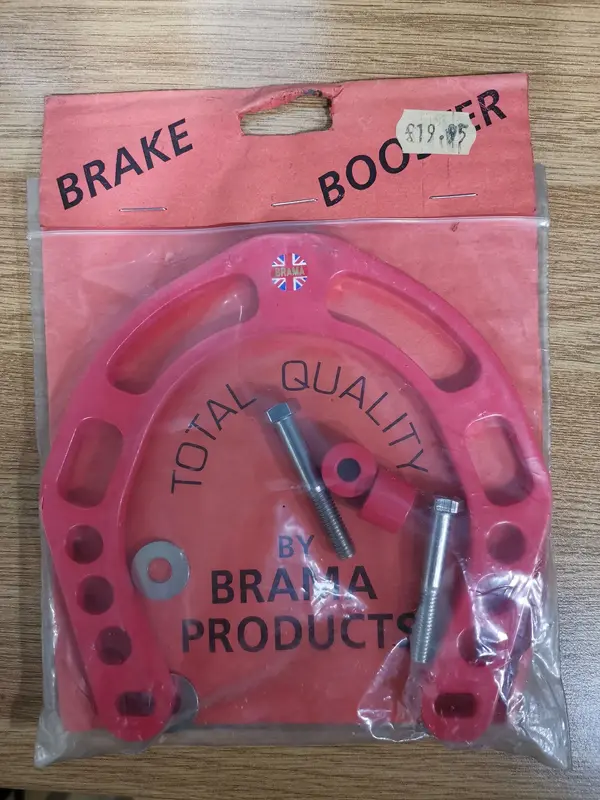 BRAKE BOOSTER
£19.95
BRAMA
TOTAL QUALITY
BY
BRAMA
PRODUCTS